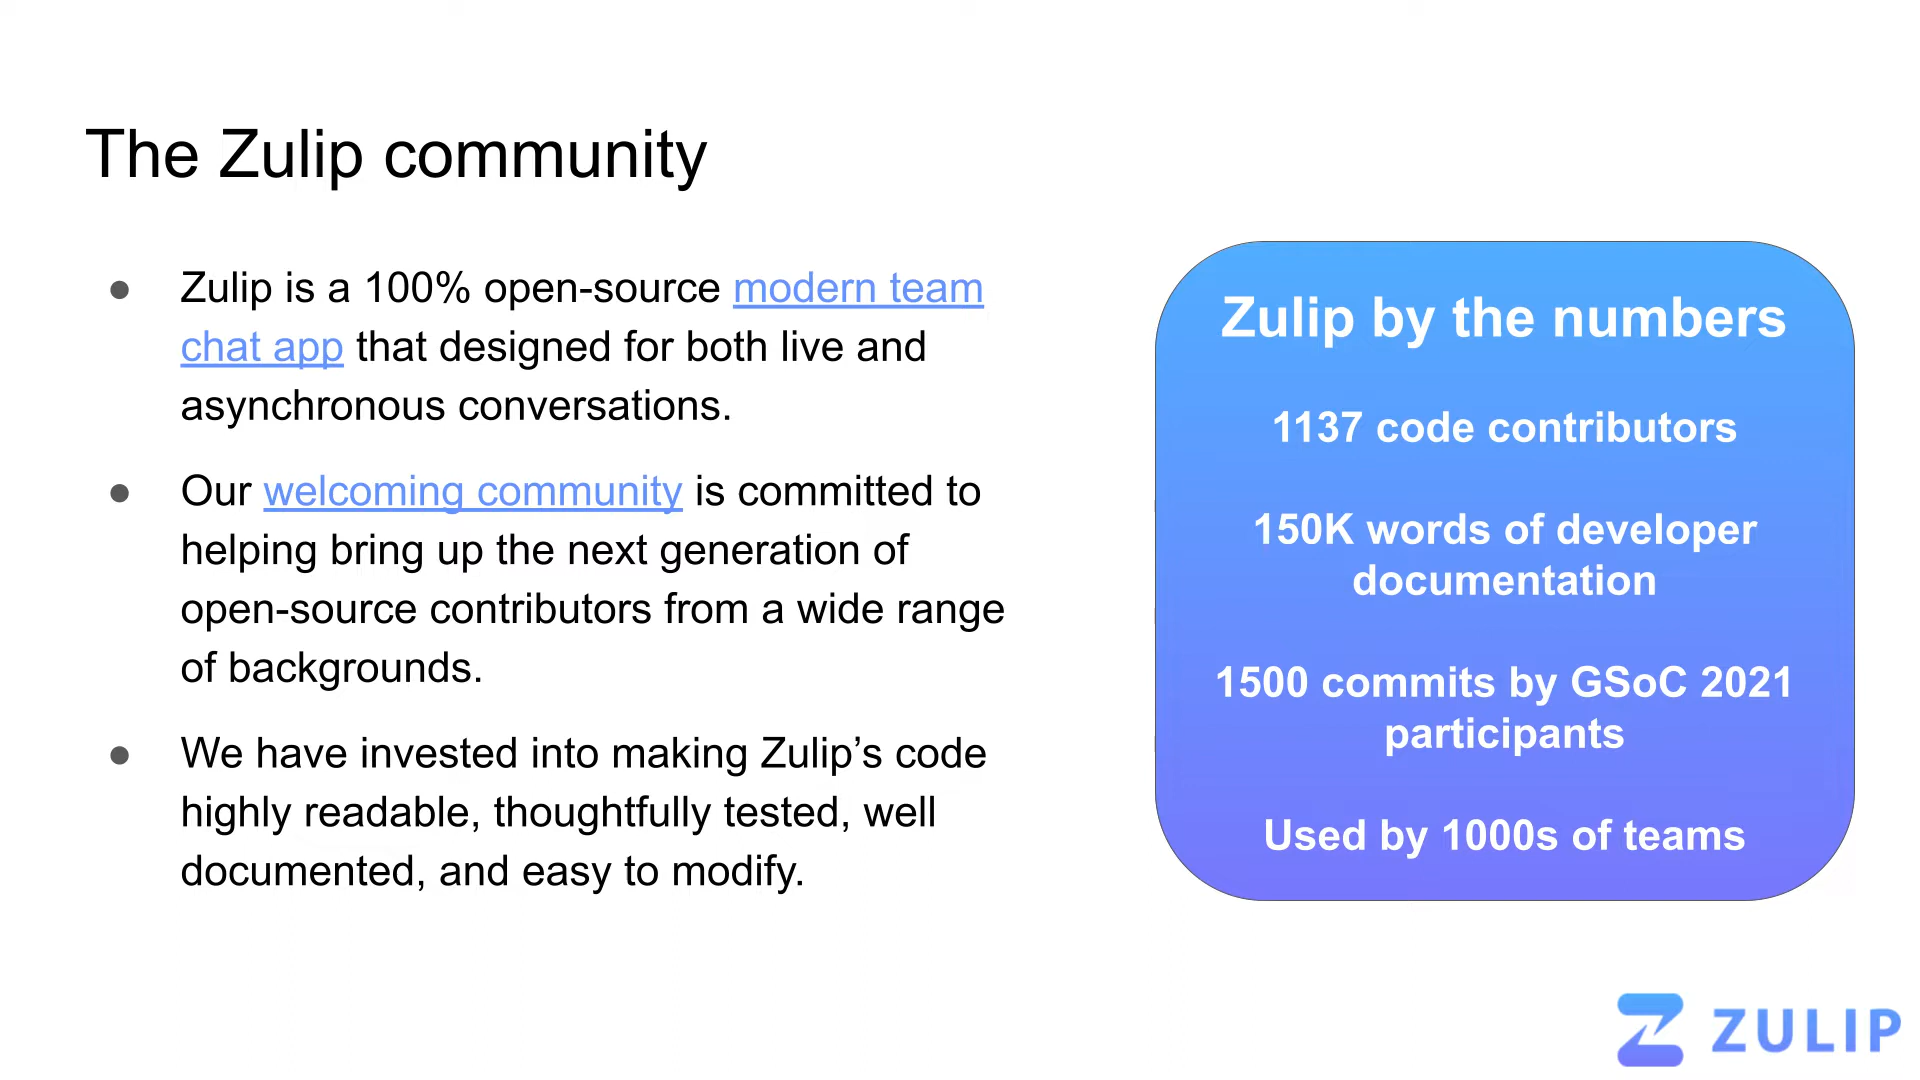 The Zulip community
● Zulip is a 100% open-source modern team
chat app that designed for both live and
asynchronous conversations.
● Our welcoming community is committed to
helping bring up the next generation of
open-source contributors from a wide range
of backgrounds.
● We have invested into making Zulip’s code
highly readable, thoughtfully tested, well
documented, and easy to modify.
Zulip by the numbers
1137 code contributors
150K words of developer
documentation
1500 commits by GSoC 2021
participants
Used by 1000s of teams
ZULIP